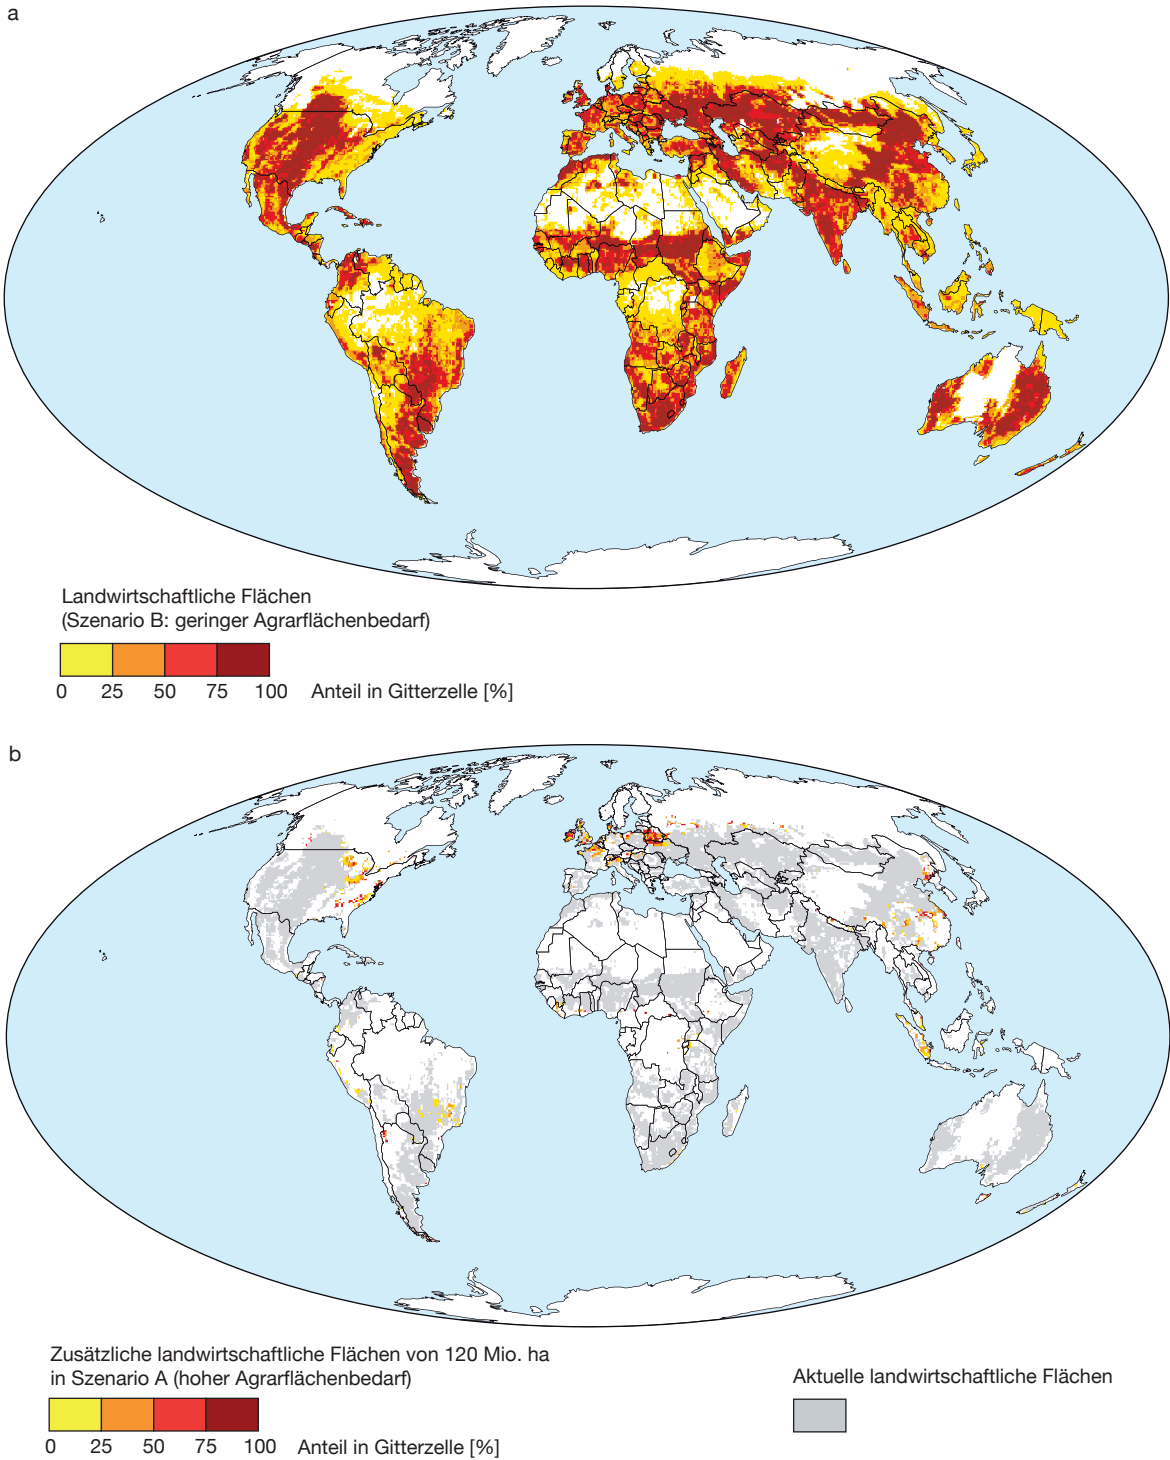 a
Landwirtschaftliche Flächen
(Szenario B: geringer Agrarflächenbedarf)
0 25 50 75 100 Anteil in Gitterzelle [%]
b
Zusätzliche landwirtschaftliche Flächen von 120 Mio. ha
in Szenario A (hoher Agrarflächenbedarf)
0 25 50 75 100 Anteil in Gitterzelle [%]
Aktuelle landwirtschaftliche Flächen